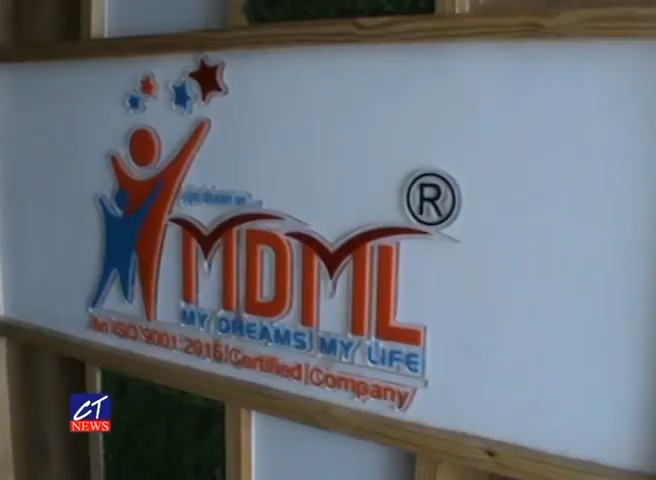 ®
MDML
MY DREAMS MY LIFE
An ISO 9001:2015 Certified Company
CT
NEWS